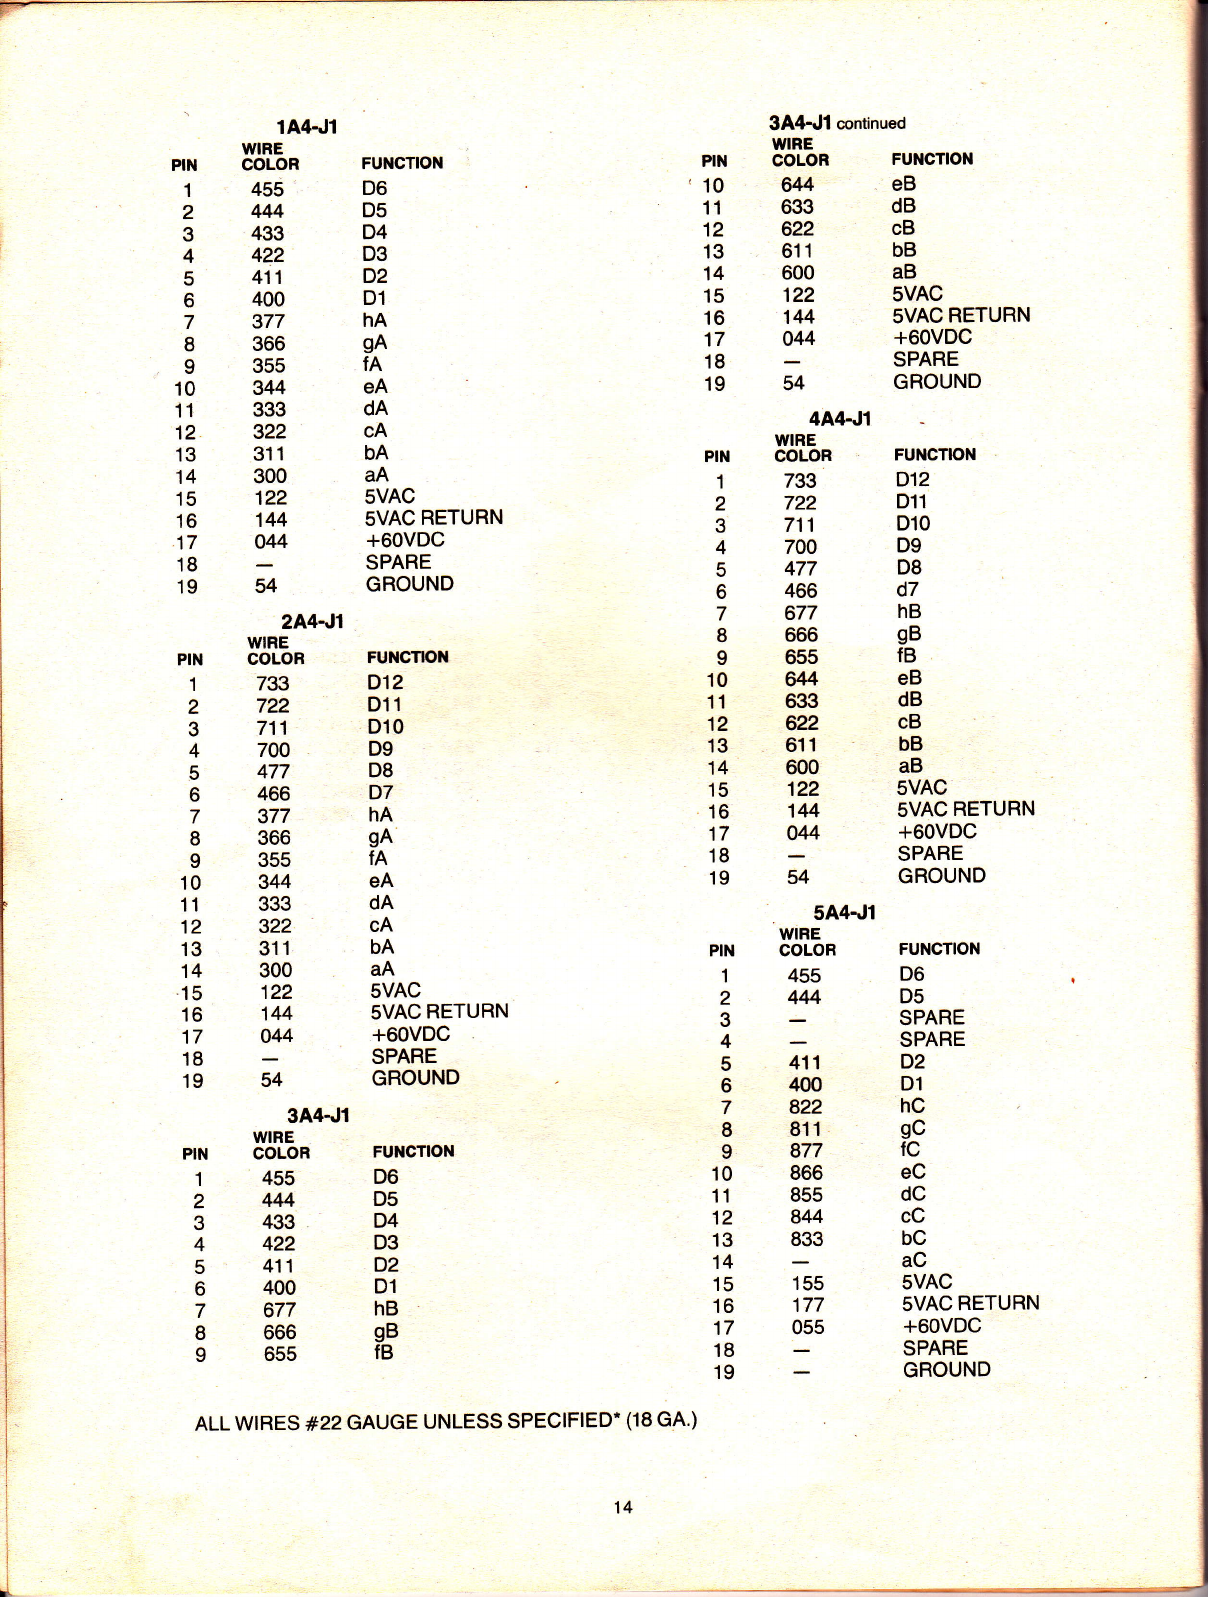 1A4-J1
WIRE
PIN COLOR FUNCTION
1 455 D6
2 444 D5
3 433 D4
4 422 D3
5 411 D2
6 400 D1
7 377 hA
8 366 gA
9 355 fA
10 344 eA
11 333 dA
12 322 cA
13 311 bA
14 300 aA
15 122 5VAC
16 144 5VAC RETURN
17 044 +60VDC
18 — SPARE
19 54 GROUND
2A4-J1
WIRE
PIN COLOR FUNCTION
1 733 D12
2 722 D11
3 711 D10
4 700 D9
5 477 D8
6 466 D7
7 377 hA
8 366 gA
9 355 fA
10 344 eA
11 333 dA
12 322 cA
13 311 bA
14 300 aA
15 122 5VAC
16 144 5VAC RETURN
17 044 +60VDC
18 — SPARE
19 54 GROUND
3A4-J1
WIRE
PIN COLOR FUNCTION
1 455 D6
2 444 D5
3 433 D4
4 422 D3
5 411 D2
6 400 D1
7 677 hB
8 666 gB
9 655 fB
3A4-J1 continued
WIRE
PIN COLOR FUNCTION
10 644 eB
11 633 dB
12 622 cB
13 611 bB
14 600 aB
15 122 5VAC
16 144 5VAC RETURN
17 044 +60VDC
18 — SPARE
19 54 GROUND
4A4-J1
WIRE
PIN COLOR FUNCTION
1 733 D12
2 722 D11
3 711 D10
4 700 D9
5 477 D8
6 466 d7
7 677 hB
8 666 gB
9 655 fB
10 644 eB
11 633 dB
12 622 cB
13 611 bB
14 600 aB
15 122 5VAC
16 144 5VAC RETURN
17 044 +60VDC
18 — SPARE
19 54 GROUND
5A4-J1
WIRE
PIN COLOR FUNCTION
1 455 D6
2 444 D5
3 — SPARE
4 — SPARE
5 411 D2
6 400 D1
7 822 hC
8 811 gC
9 877 fC
10 866 eC
11 855 dC
12 844 cC
13 833 bC
14 — aC
15 155 5VAC
16 177 5VAC RETURN
17 055 +60VDC
18 — SPARE
19 — GROUND
ALL WIRES #22 GAUGE UNLESS SPECIFIED* (18 GA.)
14